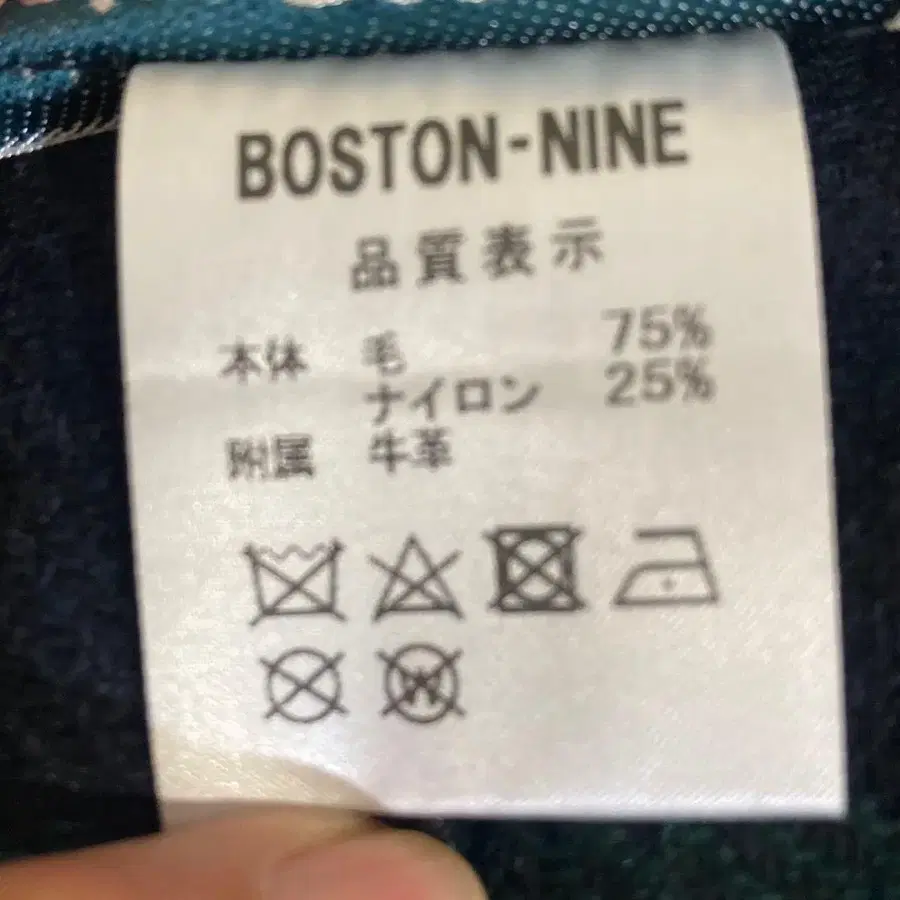 BOSTON-NINE
品質表示
本体 毛 75%
ナイロン 25%
附属 牛革
W